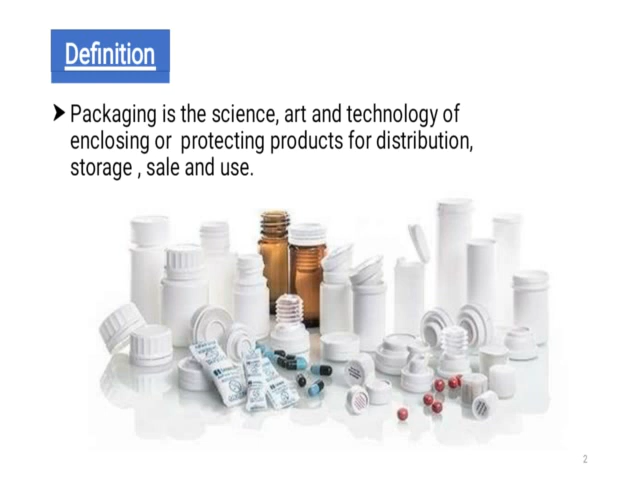 Definition
➤ Packaging is the science, art and technology of
enclosing or protecting products for distribution,
storage , sale and use.
2